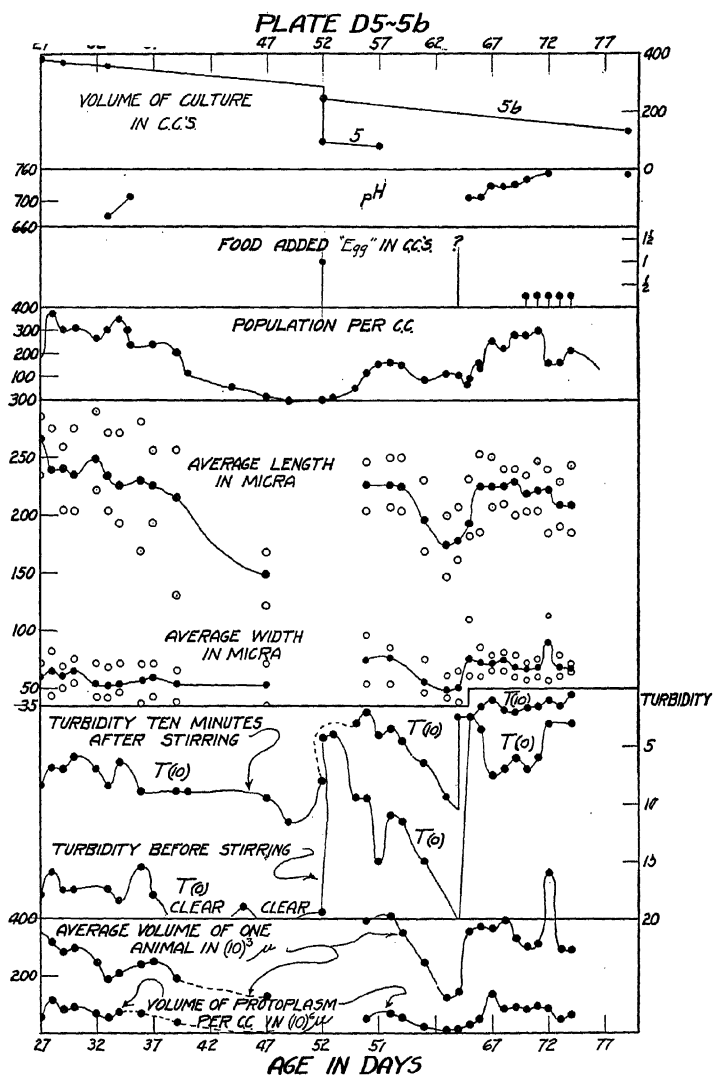 PLATE D5~5b
27 32 37 42 47 52 57 62 67 72 77
400
VOLUME OF CULTURE
IN C.C'S.
5b
200
5
0
760
700
pH
660
FOOD ADDED "Egg" IN C.C'S. ?
1½
1
½
400
POPULATION PER C.C.
300
200
100
300
250
AVERAGE LENGTH
IN MICRA
200
150
100
AVERAGE WIDTH
IN MICRA
50
35
TURBIDITY
TURBIDITY TEN MINUTES
AFTER STIRRING
T(10)
T(10)
T(10)
T(0)
5
10
T(0)
TURBIDITY BEFORE STIRRING
15
T(0)
CLEAR CLEAR
20
400
AVERAGE VOLUME OF ONE
ANIMAL IN (10)³ μ
200
VOLUME OF PROTOPLASM
PER CC IN (10)⁶μ
27 32 37 42 47 52 57 62 67 72 77
AGE IN DAYS